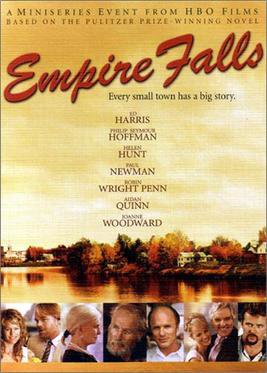 A MINISERIES EVENT FROM HBO FILMS
BASED ON THE PULITZER PRIZE-WINNING NOVEL
Empire Falls
Every small town has a big story.
ED
HARRIS
PHILIP SEYMOUR
HOFFMAN
HELEN
HUNT
PAUL
NEWMAN
ROBIN
WRIGHT PENN
AIDAN
QUINN
JOANNE
WOODWARD